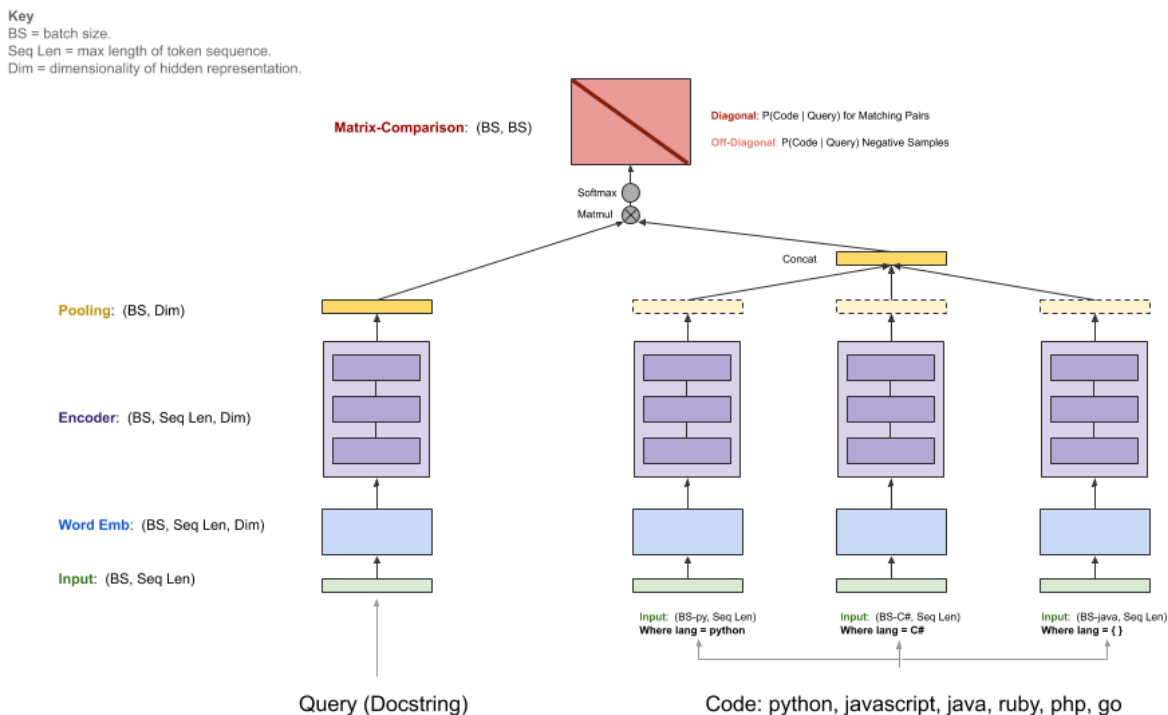 Key
BS = batch size.
Seq Len = max length of token sequence.
Dim = dimensionality of hidden representation.
Matrix-Comparison: (BS, BS)
Diagonal: P(Code | Query) for Matching Pairs
Off-Diagonal: P(Code | Query) Negative Samples
Softmax
Matmul
Concat
Pooling: (BS, Dim)
Encoder: (BS, Seq Len, Dim)
Word Emb: (BS, Seq Len, Dim)
Input: (BS, Seq Len)
Input: (BS-py, Seq Len)
Where lang = python
Input: (BS-C#, Seq Len)
Where lang = C#
Input: (BS-java, Seq Len)
Where lang = { }
Query (Docstring)
Code: python, javascript, java, ruby, php, go